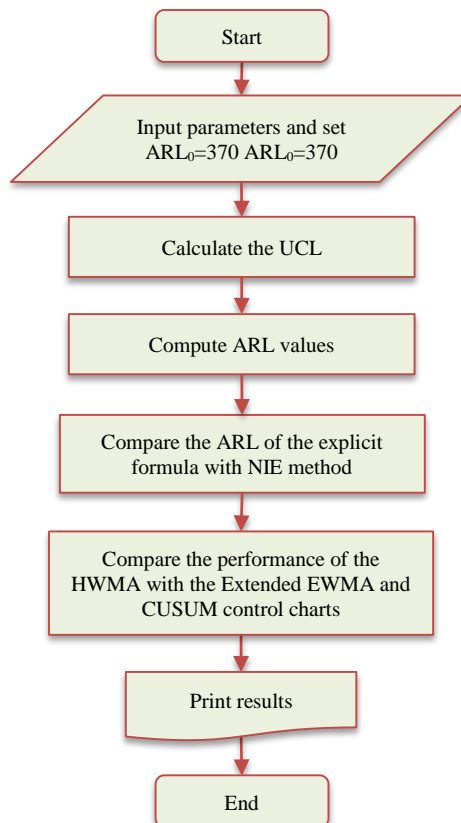 Start
Input parameters and set
ARL₀=370 ARL₀=370
Calculate the UCL
Compute ARL values
Compare the ARL of the explicit
formula with NIE method
Compare the performance of the
HWMA with the Extended EWMA and
CUSUM control charts
Print results
End